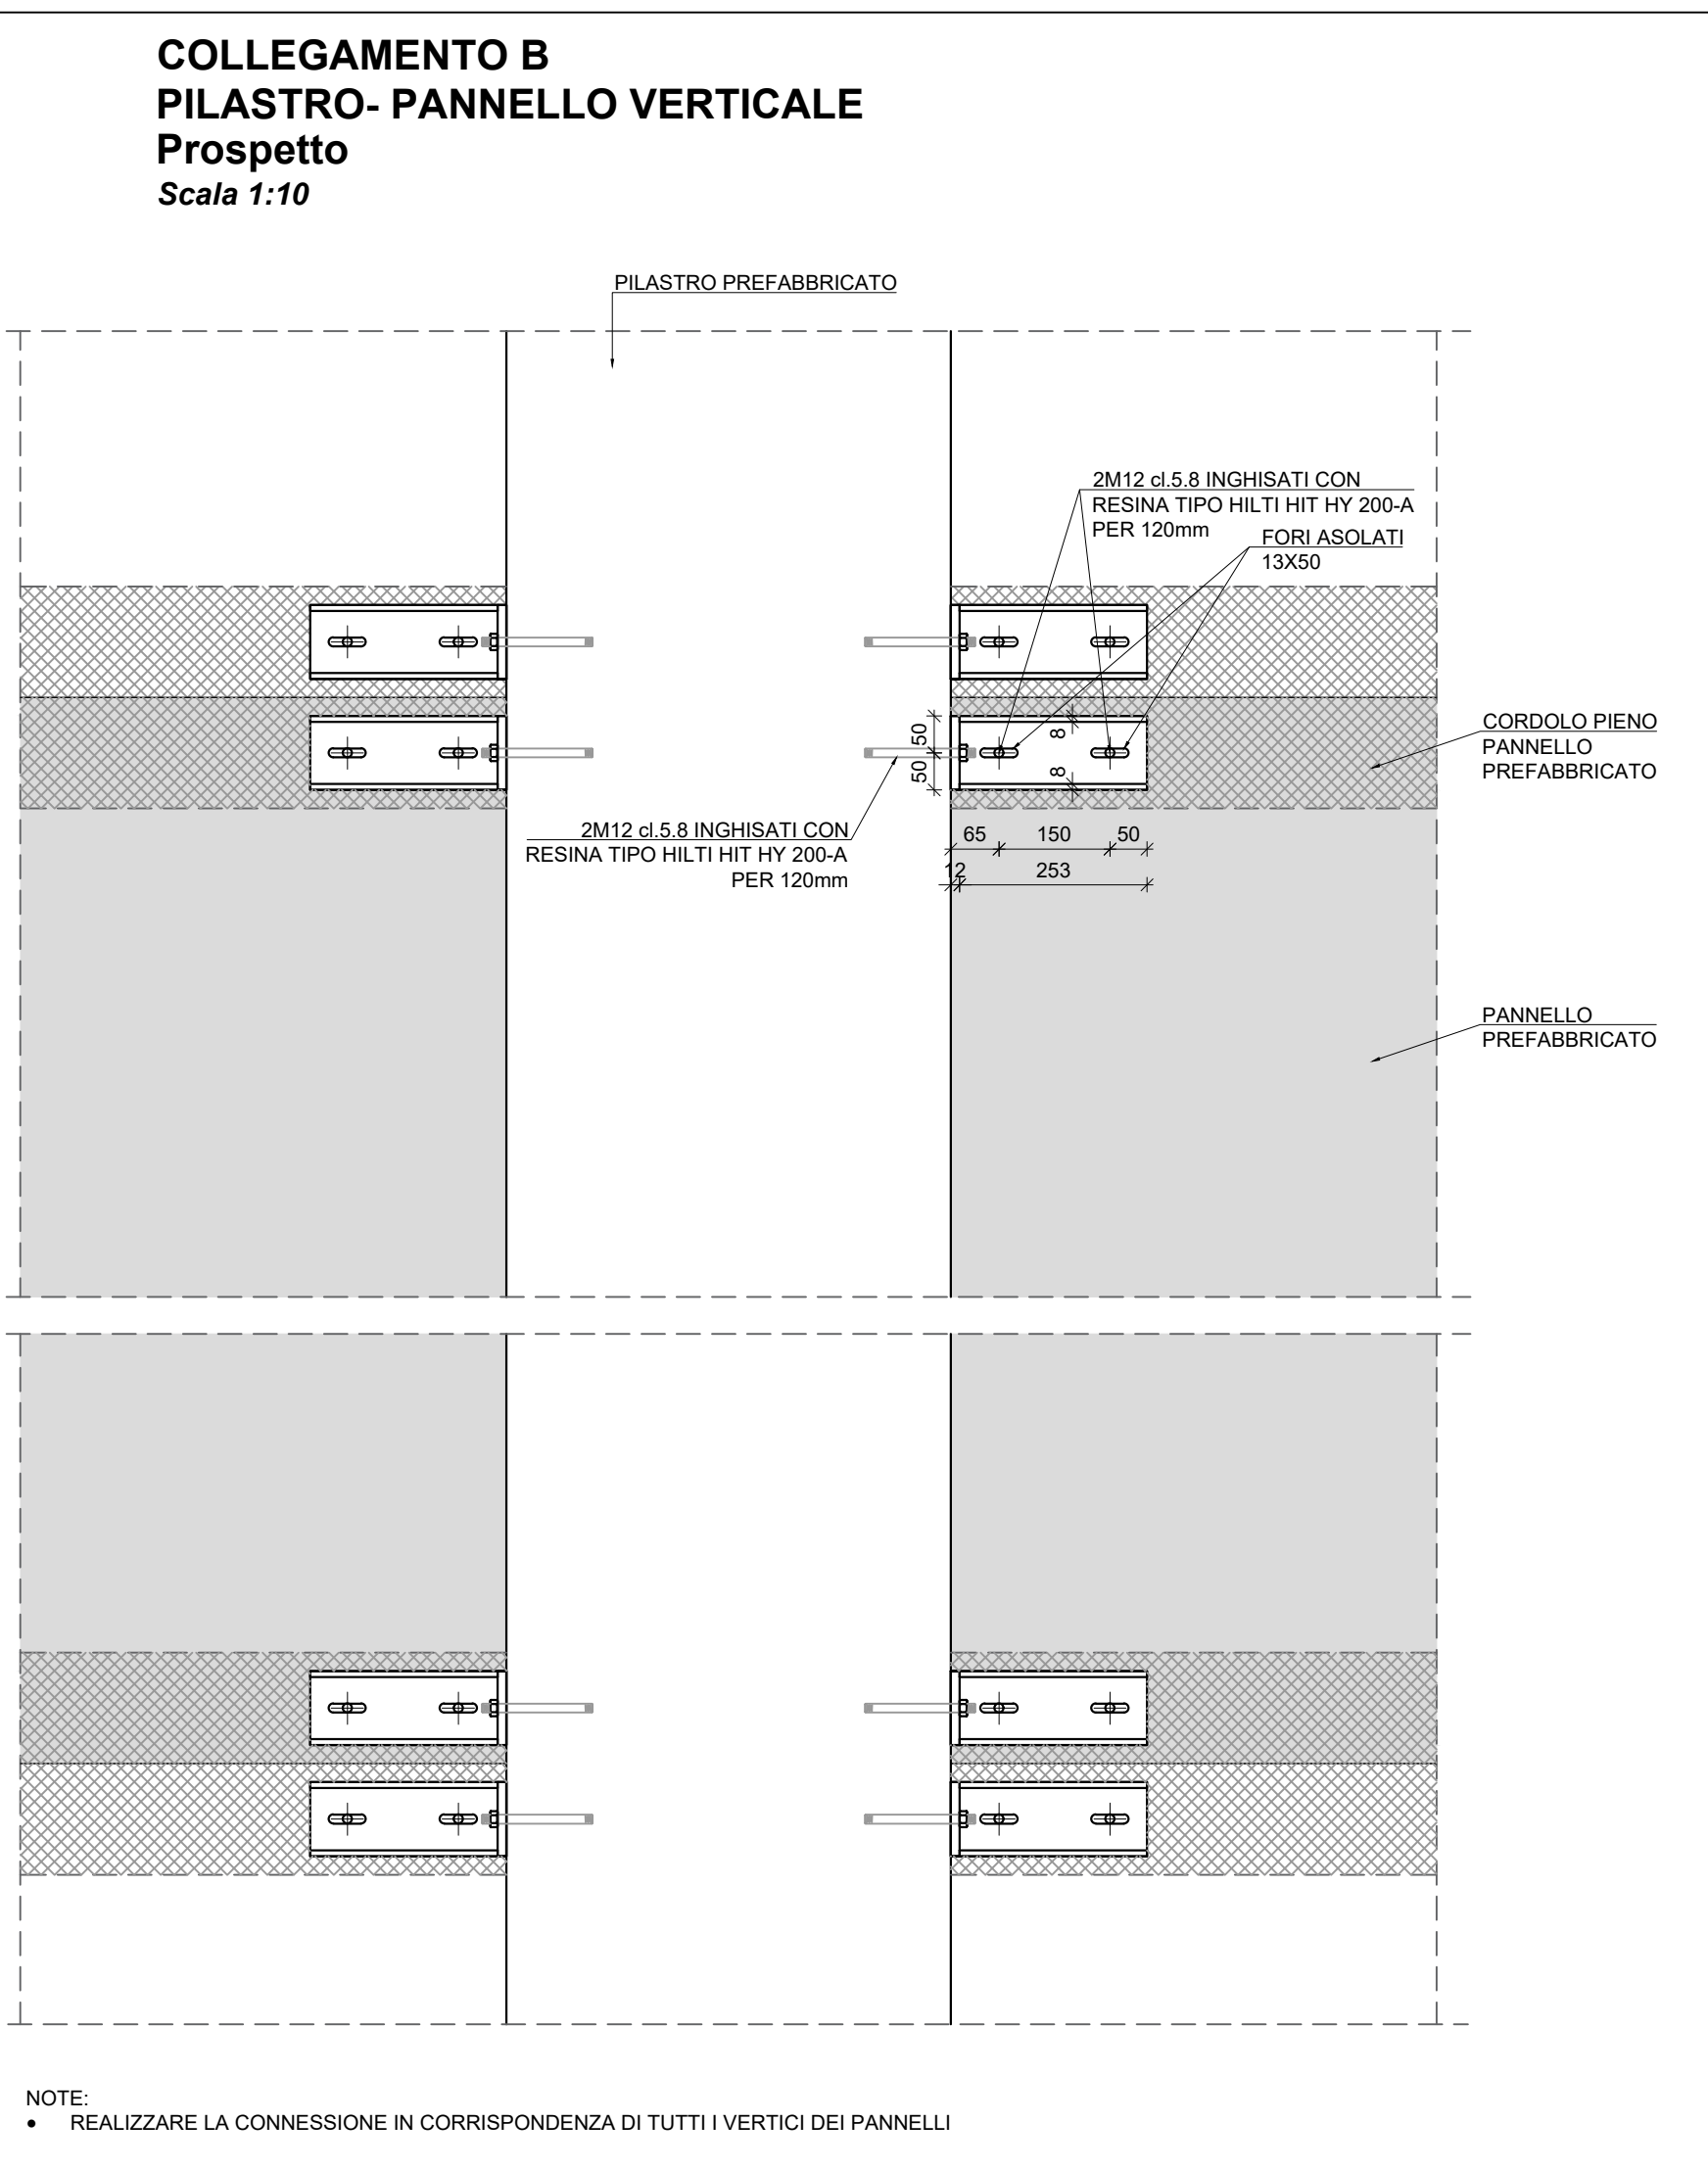 COLLEGAMENTO B
PILASTRO- PANNELLO VERTICALE
Prospetto
Scala 1:10
PILASTRO PREFABBRICATO
2M12 cl.5.8 INGHISATI CON
RESINA TIPO HILTI HIT HY 200-A
PER 120mm
FORI ASOLATI
13X50
50
50
8
8
CORDOLO PIENO
PANNELLO
PREFABBRICATO
2M12 cl.5.8 INGHISATI CON
RESINA TIPO HILTI HIT HY 200-A
PER 120mm
65 150 50
12 253
PANNELLO
PREFABBRICATO
NOTE:
• REALIZZARE LA CONNESSIONE IN CORRISPONDENZA DI TUTTI I VERTICI DEI PANNELLI